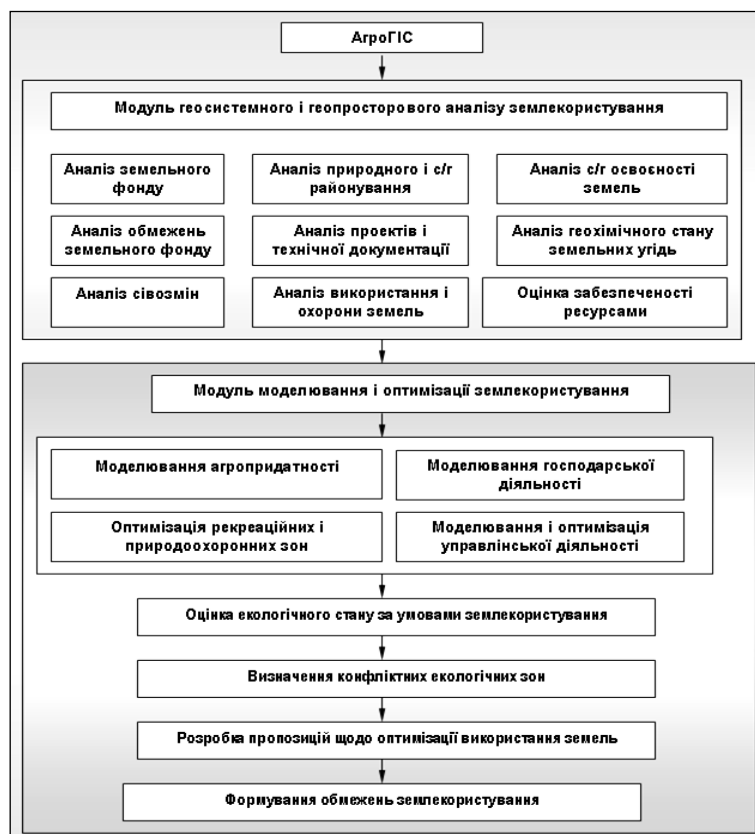 АгроГІС
Модуль геосистемного і геопросторового аналізу землекористування
Аналіз земельного
фонду
Аналіз природного і с/г
районування
Аналіз с/г освоєності
земель
Аналіз обмежень
земельного фонду
Аналіз проектів і
технічної документації
Аналіз геохімічного стану
земельних угідь
Аналіз сівозмін
Аналіз використання і
охорони земель
Оцінка забезпеченості
ресурсами
Модуль моделювання і оптимізації землекористування
Моделювання агропридатності
Моделювання господарської
діяльності
Оптимізація рекреаційних і
природоохоронних зон
Моделювання і оптимізація
управлінської діяльності
Оцінка екологічного стану за умовами землекористування
Визначення конфліктних екологічних зон
Розробка пропозицій щодо оптимізації використання земель
Формування обмежень землекористування